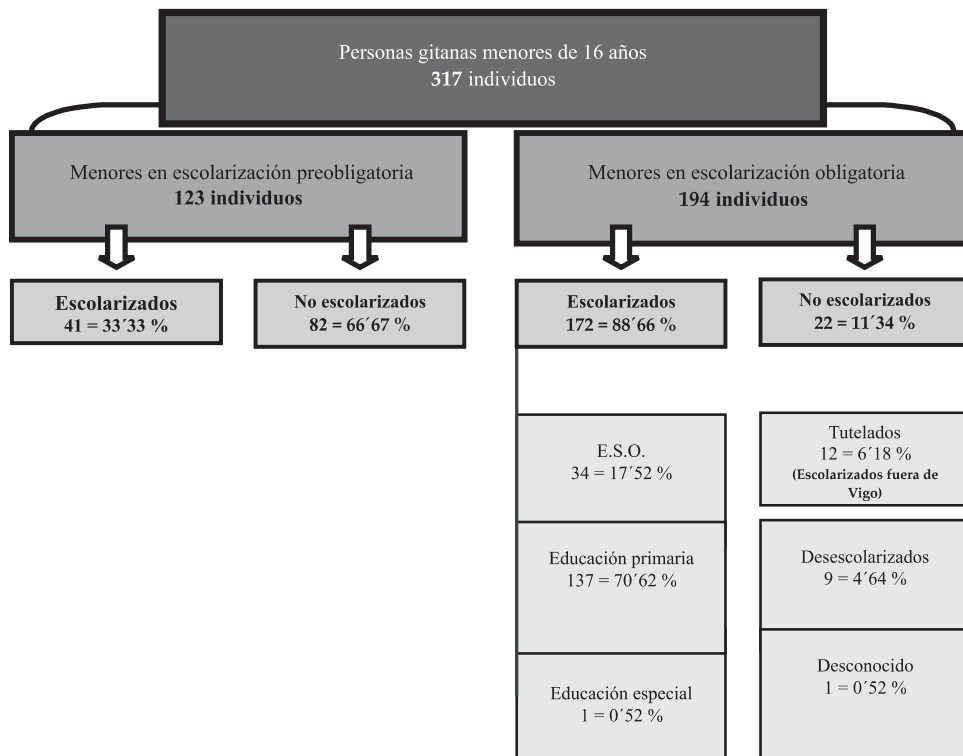 Personas gitanas menores de 16 años
317 individuos
Menores en escolarización preobligatoria
123 individuos
Menores en escolarización obligatoria
194 individuos
Escolarizados
41 = 33´33 %
No escolarizados
82 = 66´67 %
Escolarizados
172 = 88´66 %
No escolarizados
22 = 11´34 %
E.S.O.
34 = 17´52 %
Tutelados
12 = 6´18 %
(Escolarizados fuera de
Vigo)
Educación primaria
137 = 70´62 %
Desescolarizados
9 = 4´64 %
Educación especial
1 = 0´52 %
Desconocido
1 = 0´52 %